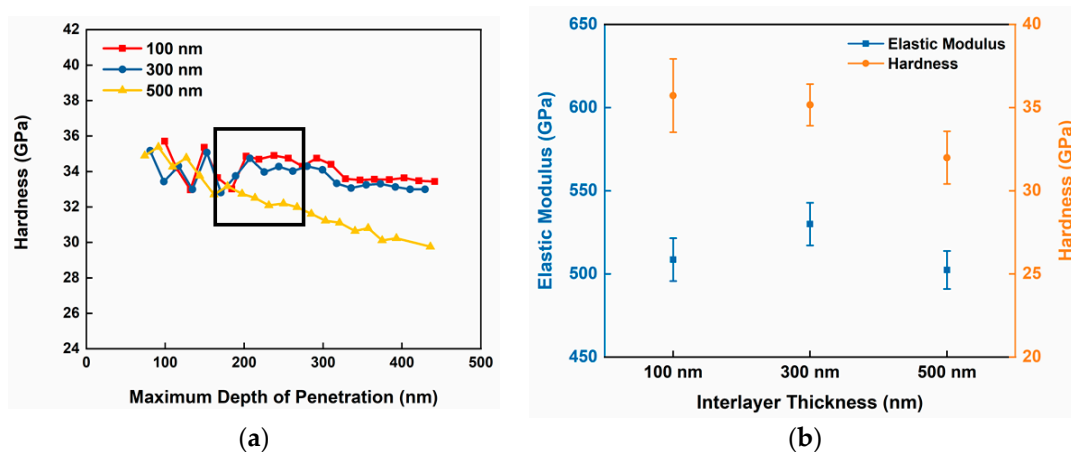 42
40
38
36
34
32
30
28
26
24
Hardness (GPa)
100 nm
300 nm
500 nm
0
100
200
300
400
500
Maximum Depth of Penetration (nm)
(a)
650
600
550
500
450
Elastic Modulus (GPa)
Elastic Modulus
Hardness
40
35
30
25
20
Hardness (GPa)
100 nm
300 nm
500 nm
Interlayer Thickness (nm)
(b)